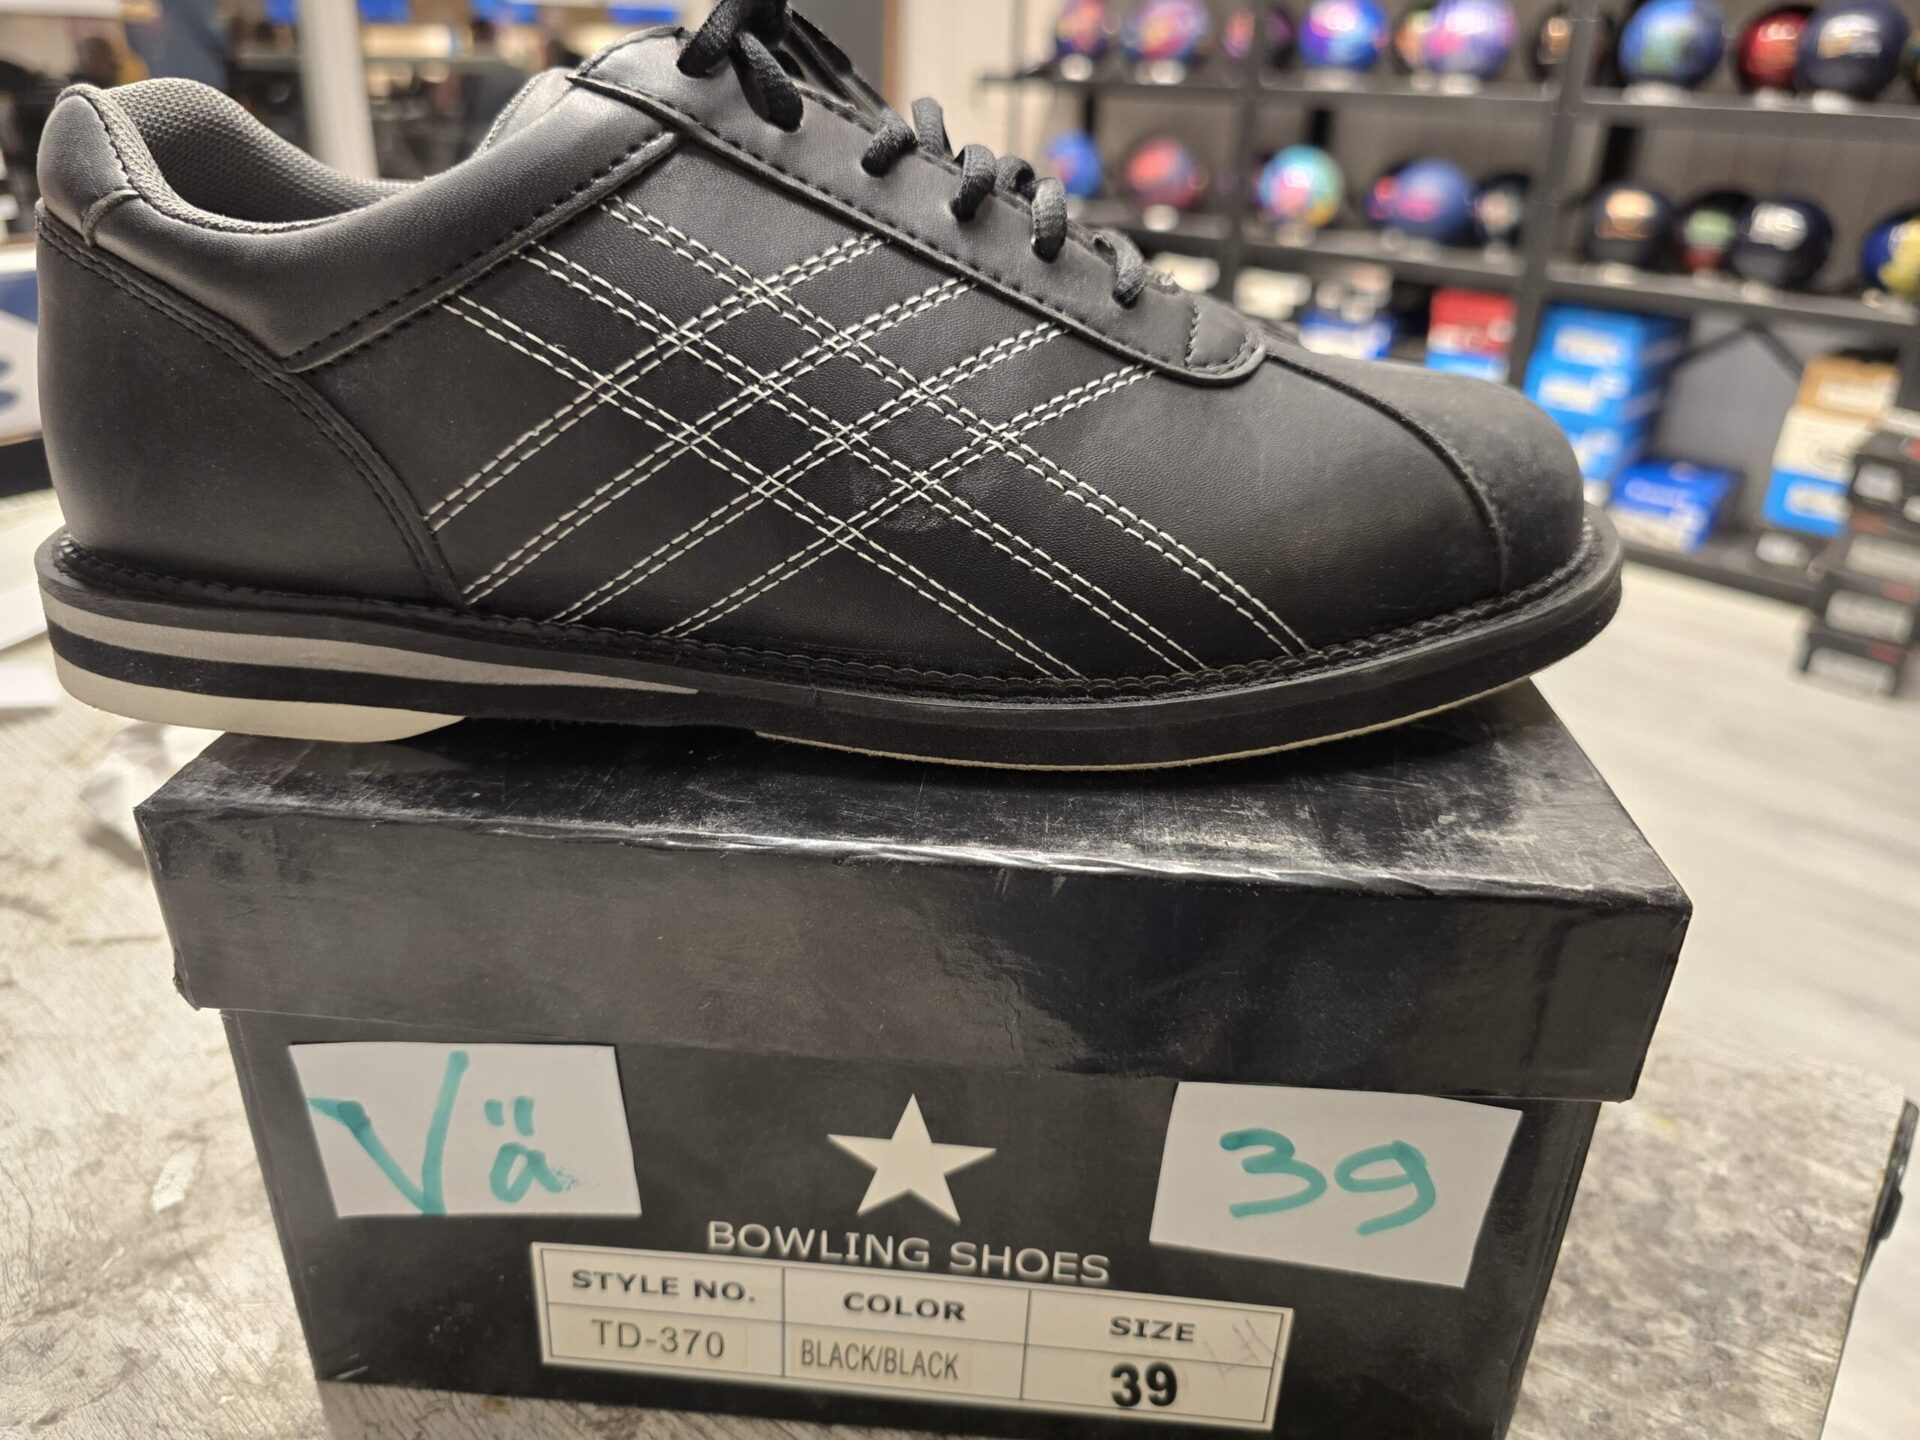 Vä
39
BOWLING SHOES
STYLE NO. COLOR SIZE
TD-370 BLACK/BLACK 39